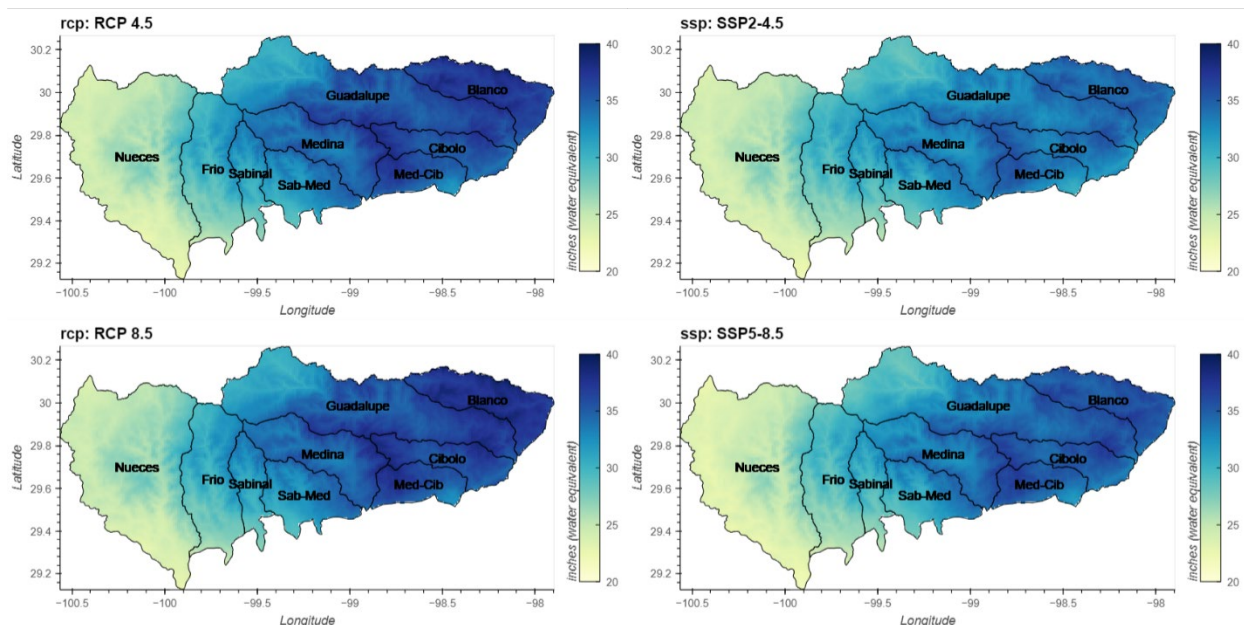 rcp: RCP 4.5
30.2
30
29.8
29.6
29.4
29.2
Latitude
−100.5
−100
−99.5
−99
−98.5
−98
Longitude
Nueces
Frio
Sabinal
Sab-Med
Medina
Guadalupe
Blanco
Cibolo
Med-Cib
40
35
30
25
20
inches (water equivalent)
ssp: SSP2-4.5
30.2
30
29.8
29.6
29.4
29.2
Latitude
−100.5
−100
−99.5
−99
−98.5
−98
Longitude
Nueces
Frio
Sabinal
Sab-Med
Medina
Guadalupe
Blanco
Cibolo
Med-Cib
40
35
30
25
20
inches (water equivalent)
rcp: RCP 8.5
30.2
30
29.8
29.6
29.4
29.2
Latitude
−100.5
−100
−99.5
−99
−98.5
−98
Longitude
Nueces
Frio
Sabinal
Sab-Med
Medina
Guadalupe
Blanco
Cibolo
Med-Cib
40
35
30
25
20
inches (water equivalent)
ssp: SSP5-8.5
30.2
30
29.8
29.6
29.4
29.2
Latitude
−100.5
−100
−99.5
−99
−98.5
−98
Longitude
Nueces
Frio
Sabinal
Sab-Med
Medina
Guadalupe
Blanco
Cibolo
Med-Cib
40
35
30
25
20
inches (water equivalent)